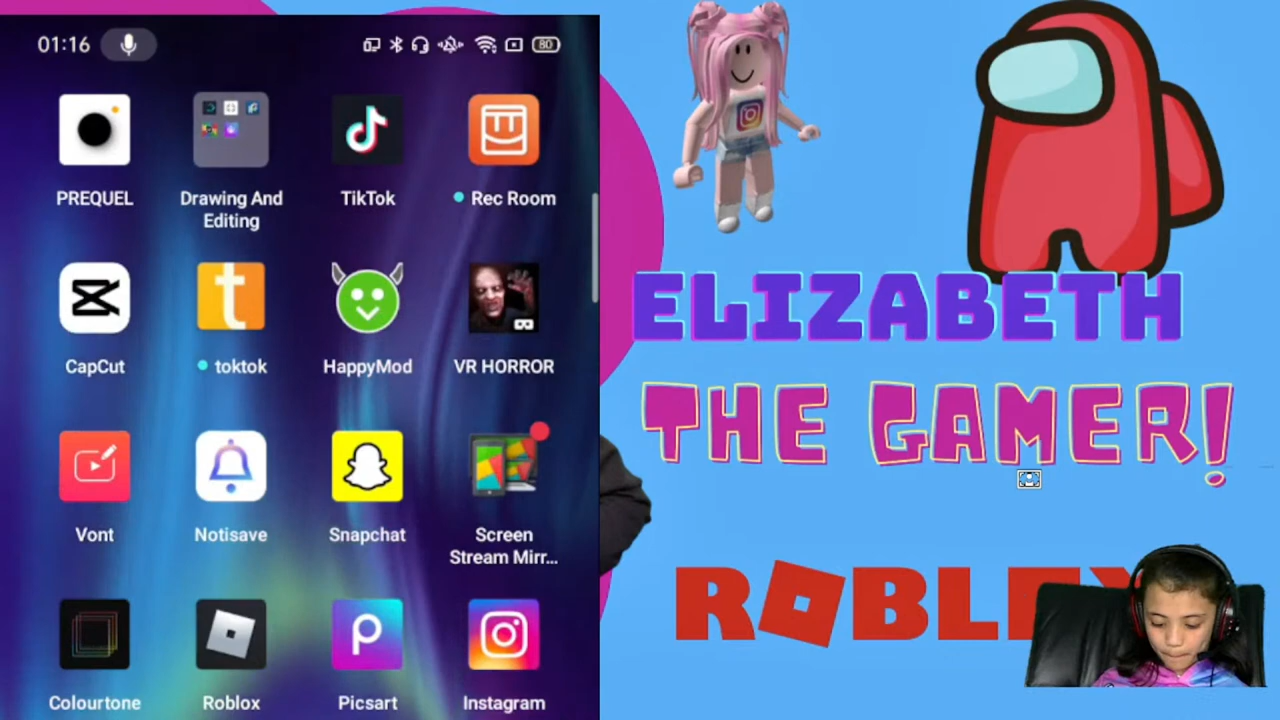 01:16
80
PREQUEL
Drawing And
Editing
TikTok
Rec Room
CapCut
toktok
HappyMod
VR HORROR
Vont
Notisave
Snapchat
Screen
Stream Mirr...
Colourtone
Roblox
Picsart
Instagram
ELIZABETH
THE GAMER!